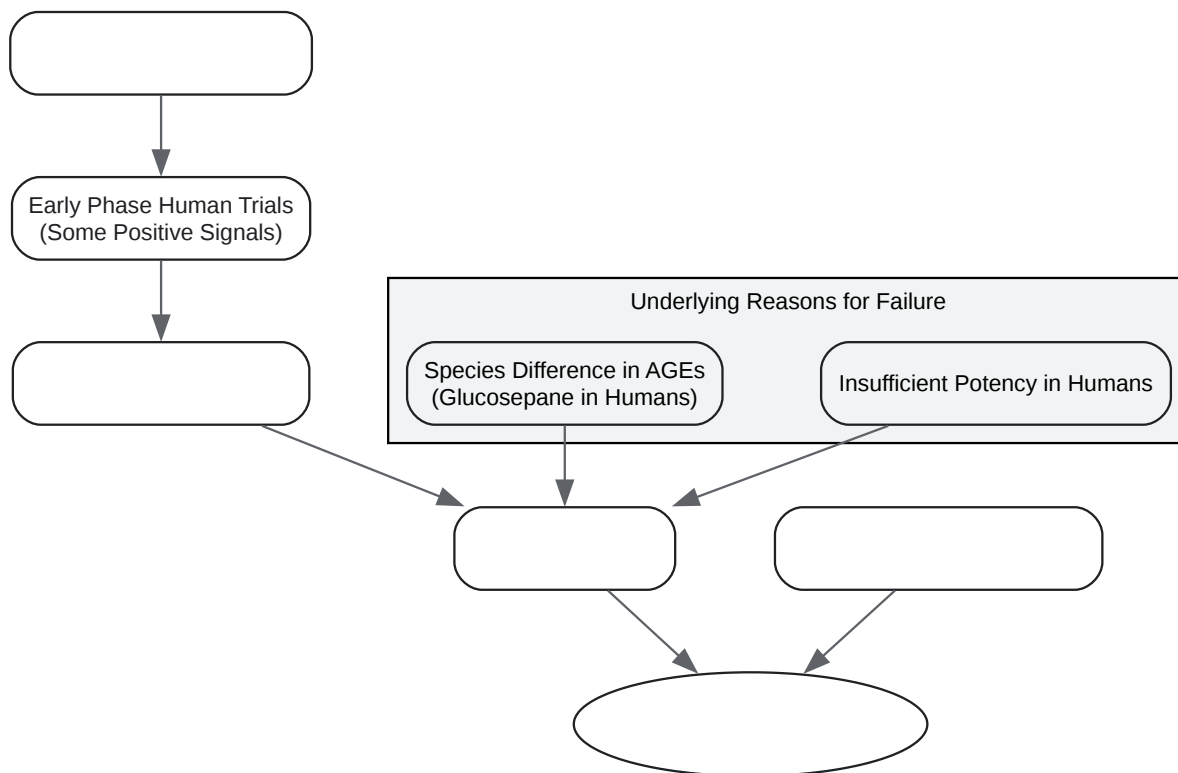 Early Phase Human Trials
(Some Positive Signals)
Underlying Reasons for Failure
Species Difference in AGEs
(Glucosepane in Humans)
Insufficient Potency in Humans